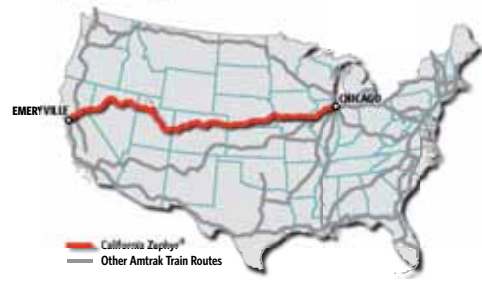 EMERYVILLE
CHICAGO
California Zephyr®
Other Amtrak Train Routes